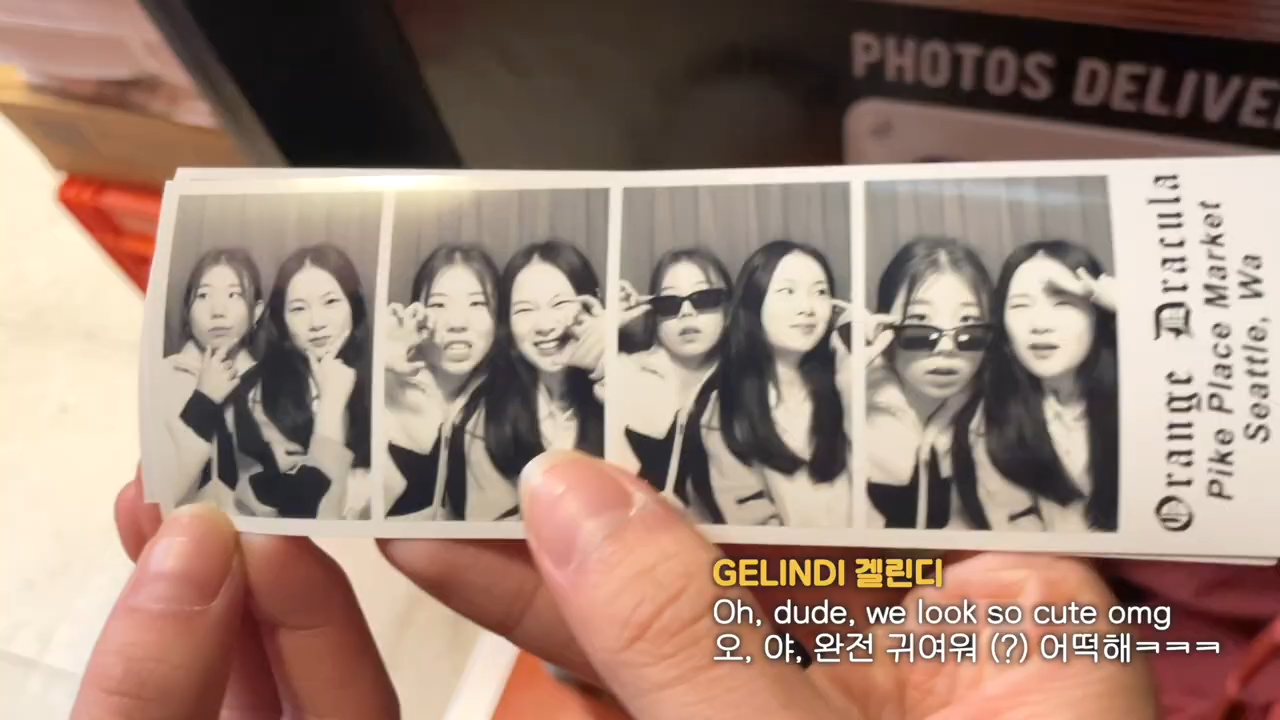 PHOTOS DELIVE
Orange Dracula
Pike Place Market
Seattle, Wa
GELINDI 겔린디
Oh, dude, we look so cute omg
오, 야, 완전 귀여워 (?) 어떡해ㅋㅋㅋ